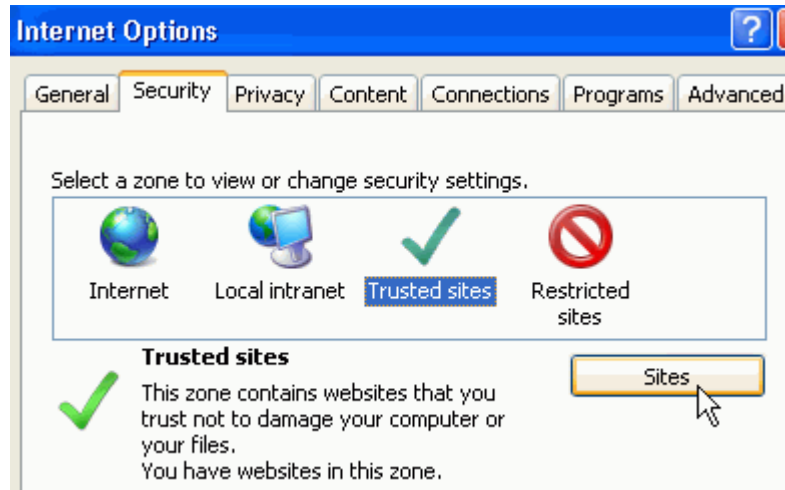 Internet Options
General Security Privacy Content Connections Programs Advanced
Select a zone to view or change security settings.
Internet Local intranet Trusted sites Restricted
sites
Trusted sites
Sites
This zone contains websites that you
trust not to damage your computer or
your files.
You have websites in this zone.